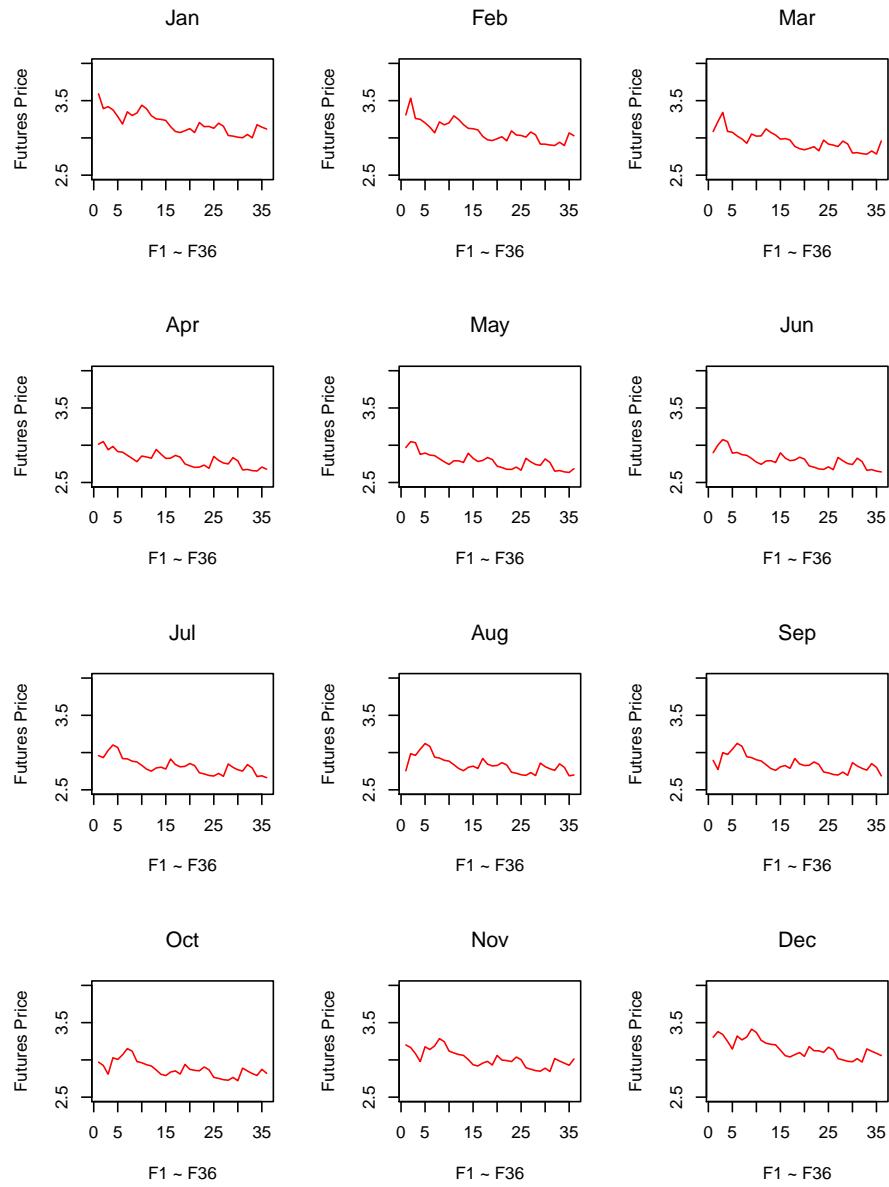 Jan Feb Mar
Futures Price Futures Price Futures Price
3.5 3.5 3.5
2.5 2.5 2.5
0 5 15 25 35 0 5 15 25 35 0 5 15 25 35
F1 ~ F36 F1 ~ F36 F1 ~ F36
Apr May Jun
Futures Price Futures Price Futures Price
3.5 3.5 3.5
2.5 2.5 2.5
0 5 15 25 35 0 5 15 25 35 0 5 15 25 35
F1 ~ F36 F1 ~ F36 F1 ~ F36
Jul Aug Sep
Futures Price Futures Price Futures Price
3.5 3.5 3.5
2.5 2.5 2.5
0 5 15 25 35 0 5 15 25 35 0 5 15 25 35
F1 ~ F36 F1 ~ F36 F1 ~ F36
Oct Nov Dec
Futures Price Futures Price Futures Price
3.5 3.5 3.5
2.5 2.5 2.5
0 5 15 25 35 0 5 15 25 35 0 5 15 25 35
F1 ~ F36 F1 ~ F36 F1 ~ F36